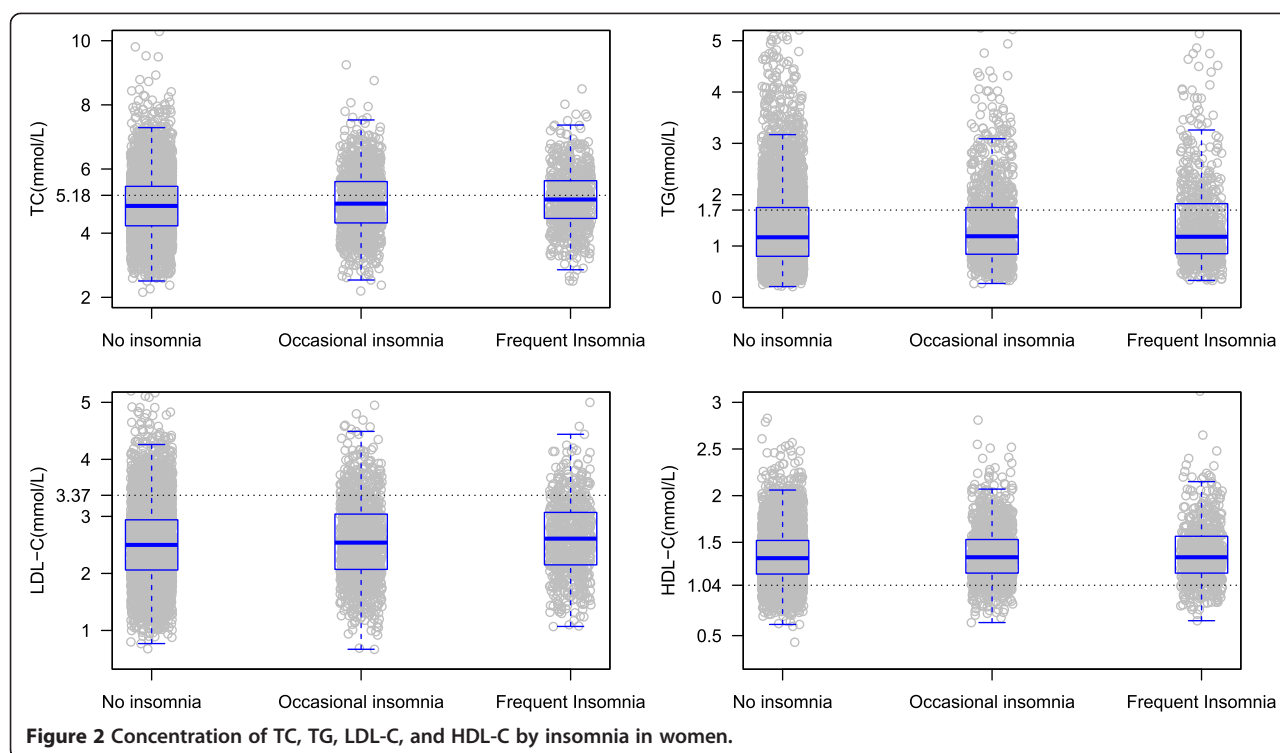 TC(mmol/L)
10
8
6
5.18
4
2
No insomnia Occasional insomnia Frequent Insomnia
TG(mmol/L)
5
4
3
2
1.7
1
0
No insomnia Occasional insomnia Frequent Insomnia
LDL−C(mmol/L)
5
4
3.37
3
2
1
No insomnia Occasional insomnia Frequent Insomnia
HDL−C(mmol/L)
3
2.5
2
1.5
1.04
0.5
No insomnia Occasional insomnia Frequent Insomnia
Figure 2 Concentration of TC, TG, LDL-C, and HDL-C by insomnia in women.